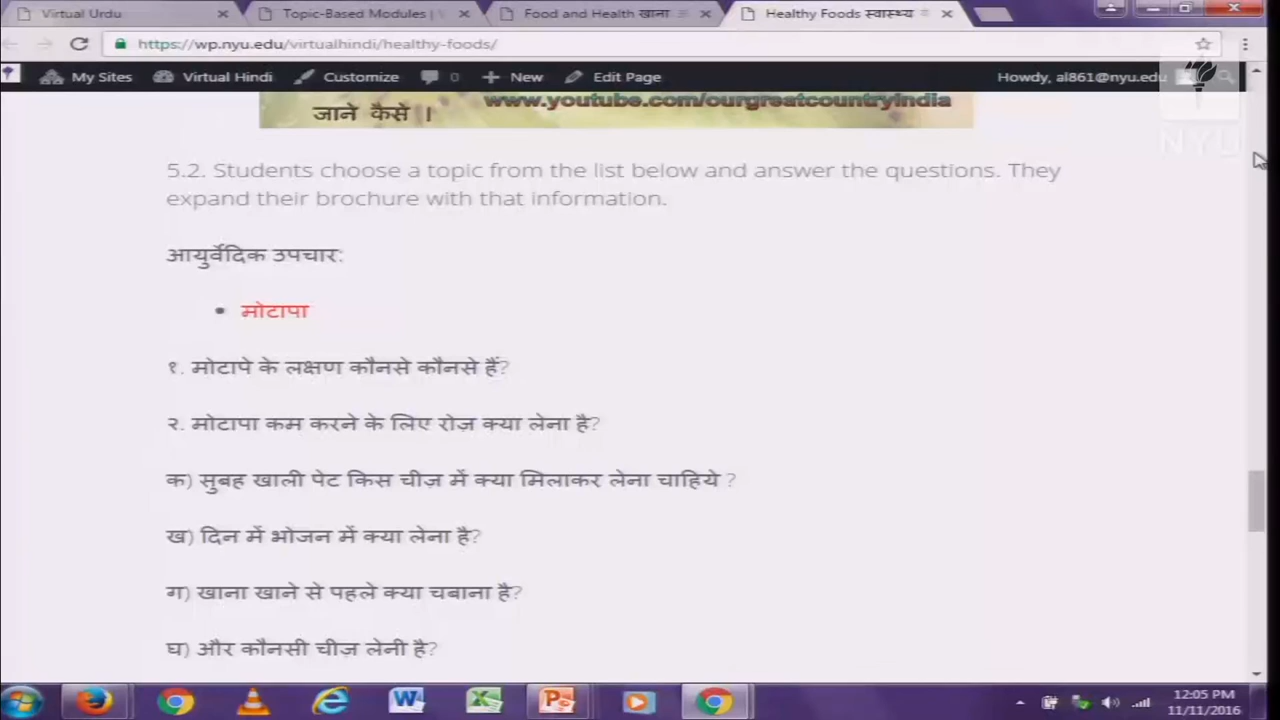 Virtual Urdu
Topic-Based Modules |
Food and Health खाना
Healthy Foods स्वास्थ्य
https://wp.nyu.edu/virtualhindi/healthy-foods/
My Sites
Virtual Hindi
Customize
0
New
Edit Page
Howdy, al861@nyu.edu
NYU
www.youtube.com/ourgreatcountryindia
जाने कैसे ।
5.2. Students choose a topic from the list below and answer the questions. They
expand their brochure with that information.
आयुर्वेदिक उपचार:
• मोटापा
१. मोटापे के लक्षण कौनसे कौनसे हैं?
२. मोटापा कम करने के लिए रोज़ क्या लेना है?
क) सुबह खाली पेट किस चीज़ में क्या मिलाकर लेना चाहिये ?
ख) दिन में भोजन में क्या लेना है?
ग) खाना खाने से पहले क्या चबाना है?
घ) और कौनसी चीज़ लेनी है?
12:05 PM
11/11/2016